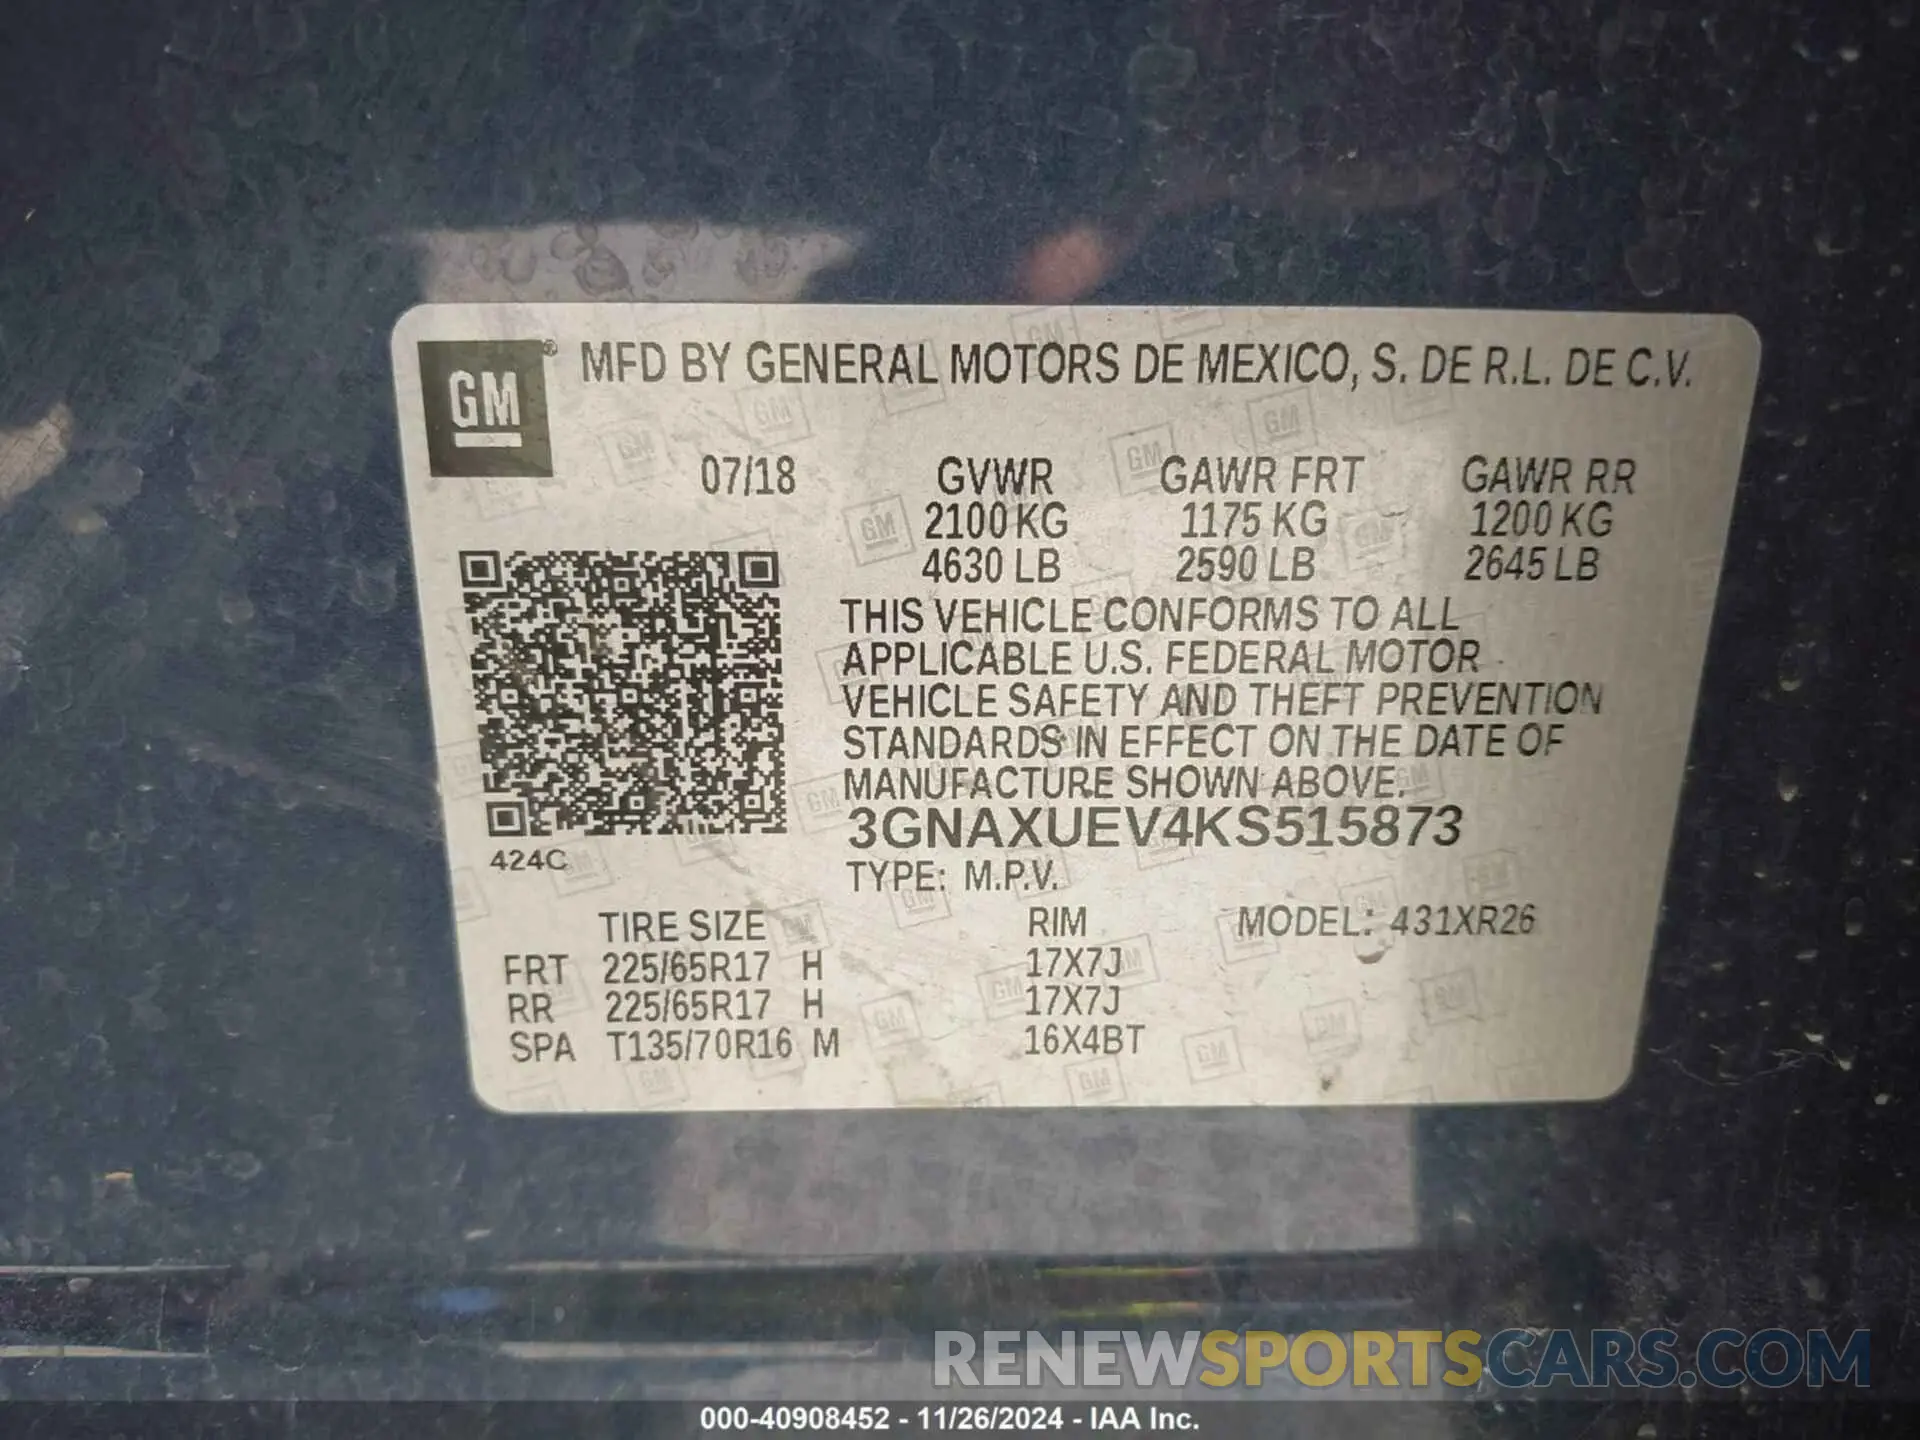 GM ® MFD BY GENERAL MOTORS DE MEXICO, S. DE R.L. DE C.V.
07/18 GVWR GAWR FRT GAWR RR
2100 KG 1175 KG 1200 KG
4630 LB 2590 LB 2645 LB
THIS VEHICLE CONFORMS TO ALL
APPLICABLE U.S. FEDERAL MOTOR
VEHICLE SAFETY AND THEFT PREVENTION
STANDARDS IN EFFECT ON THE DATE OF
MANUFACTURE SHOWN ABOVE.
3GNAXUEV4KS515873
424C
TYPE: M.P.V.
TIRE SIZE RIM MODEL: 431XR26
FRT 225/65R17 H 17X7J
RR 225/65R17 H 17X7J
SPA T135/70R16 M 16X4BT
RENEWSPORTSCARS.COM
000-40908452 - 11/26/2024 - IAA Inc.